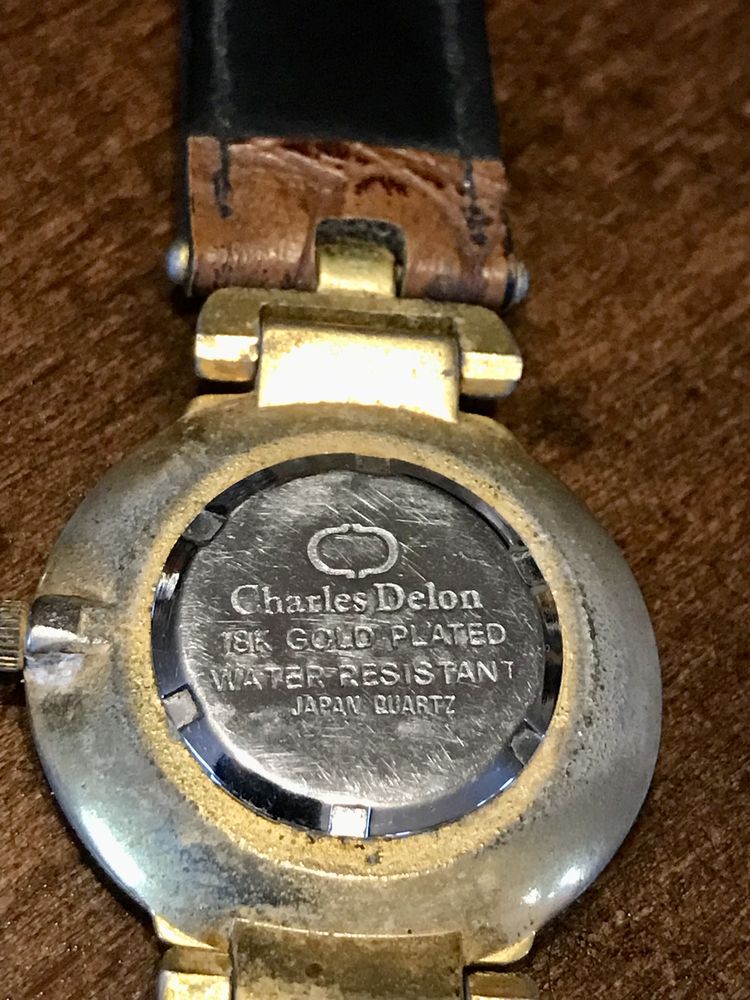 Charles Delon
18K GOLD PLATED
WATER RESISTANT
JAPAN QUARTZ